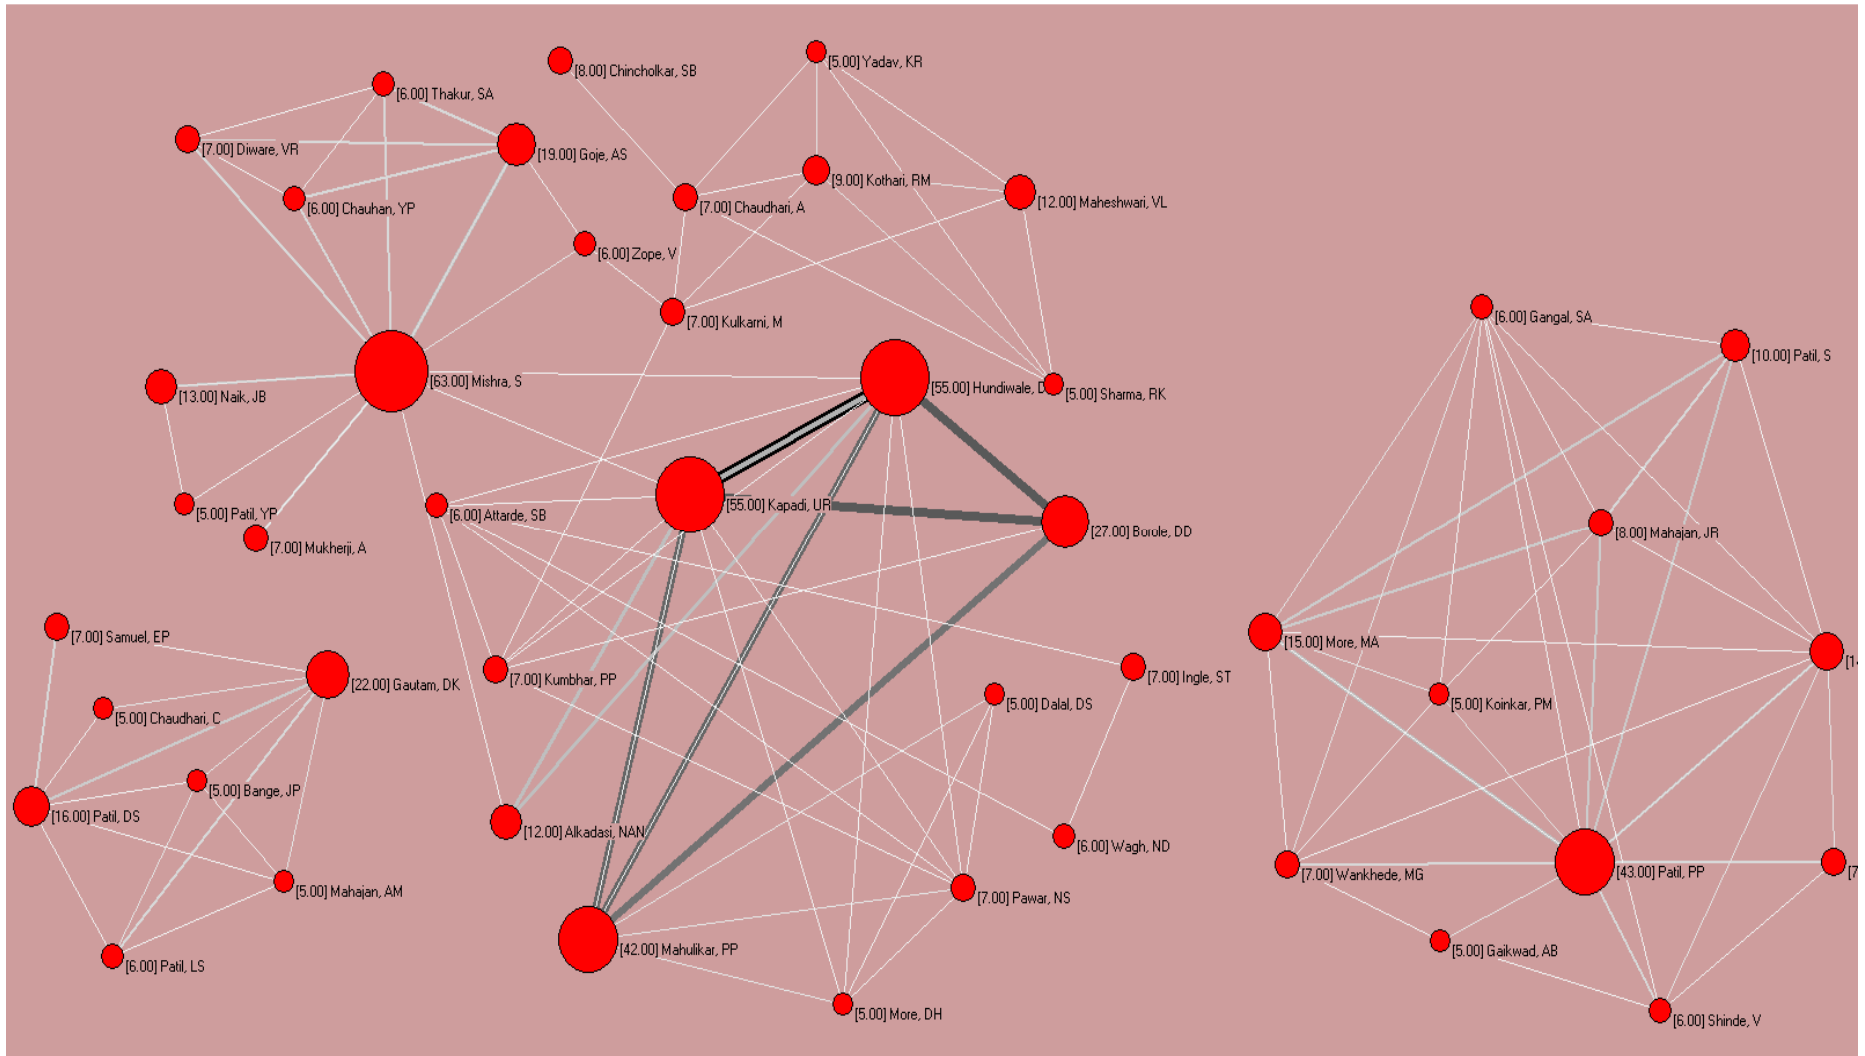 [8.00] Chincholkar, SB
[5.00] Yadav, KR
[6.00] Thakur, SA
[7.00] Diware, VR
[19.00] Goje, AS
[9.00] Kothari, RM
[6.00] Chauhan, YP
[7.00] Chaudhari, A
[12.00] Maheshwari, VL
[6.00] Zope, V
[7.00] Kulkarni, M
[6.00] Gangal, SA
[10.00] Patil, S
[63.00] Mishra, S
[55.00] Hundiwale, D
[5.00] Sharma, RK
[13.00] Naik, JB
[5.00] Patil, YP
[6.00] Attarde, SB
[55.00] Kapadi, UR
[27.00] Borole, DD
[8.00] Mahajan, JR
[7.00] Mukherji, A
[7.00] Samuel, EP
[15.00] More, MA
[14
[22.00] Gautam, DK
[7.00] Kumbhar, PP
[7.00] Ingle, ST
[5.00] Dalal, DS
[5.00] Koinkar, PM
[5.00] Chaudhari, C
[5.00] Bange, JP
[16.00] Patil, DS
[12.00] Alkadasi, NAN
[6.00] Wagh, ND
[7.00] Wankhede, MG
[43.00] Patil, PP
[7
[5.00] Mahajan, AM
[7.00] Pawar, NS
[42.00] Mahulikar, PP
[5.00] Gaikwad, AB
[6.00] Patil, LS
[5.00] More, DH
[6.00] Shinde, V